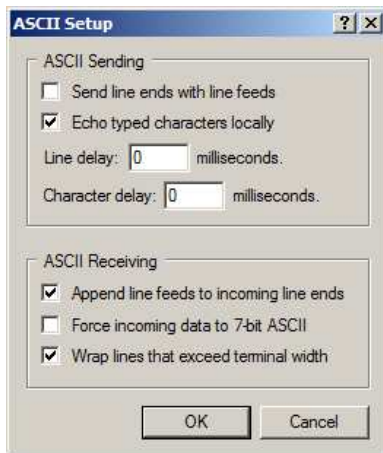 ASCII Setup
ASCII Sending
Send line ends with line feeds
Echo typed characters locally
Line delay: 0 milliseconds.
Character delay: 0 milliseconds.
ASCII Receiving
Append line feeds to incoming line ends
Force incoming data to 7-bit ASCII
Wrap lines that exceed terminal width
OK Cancel